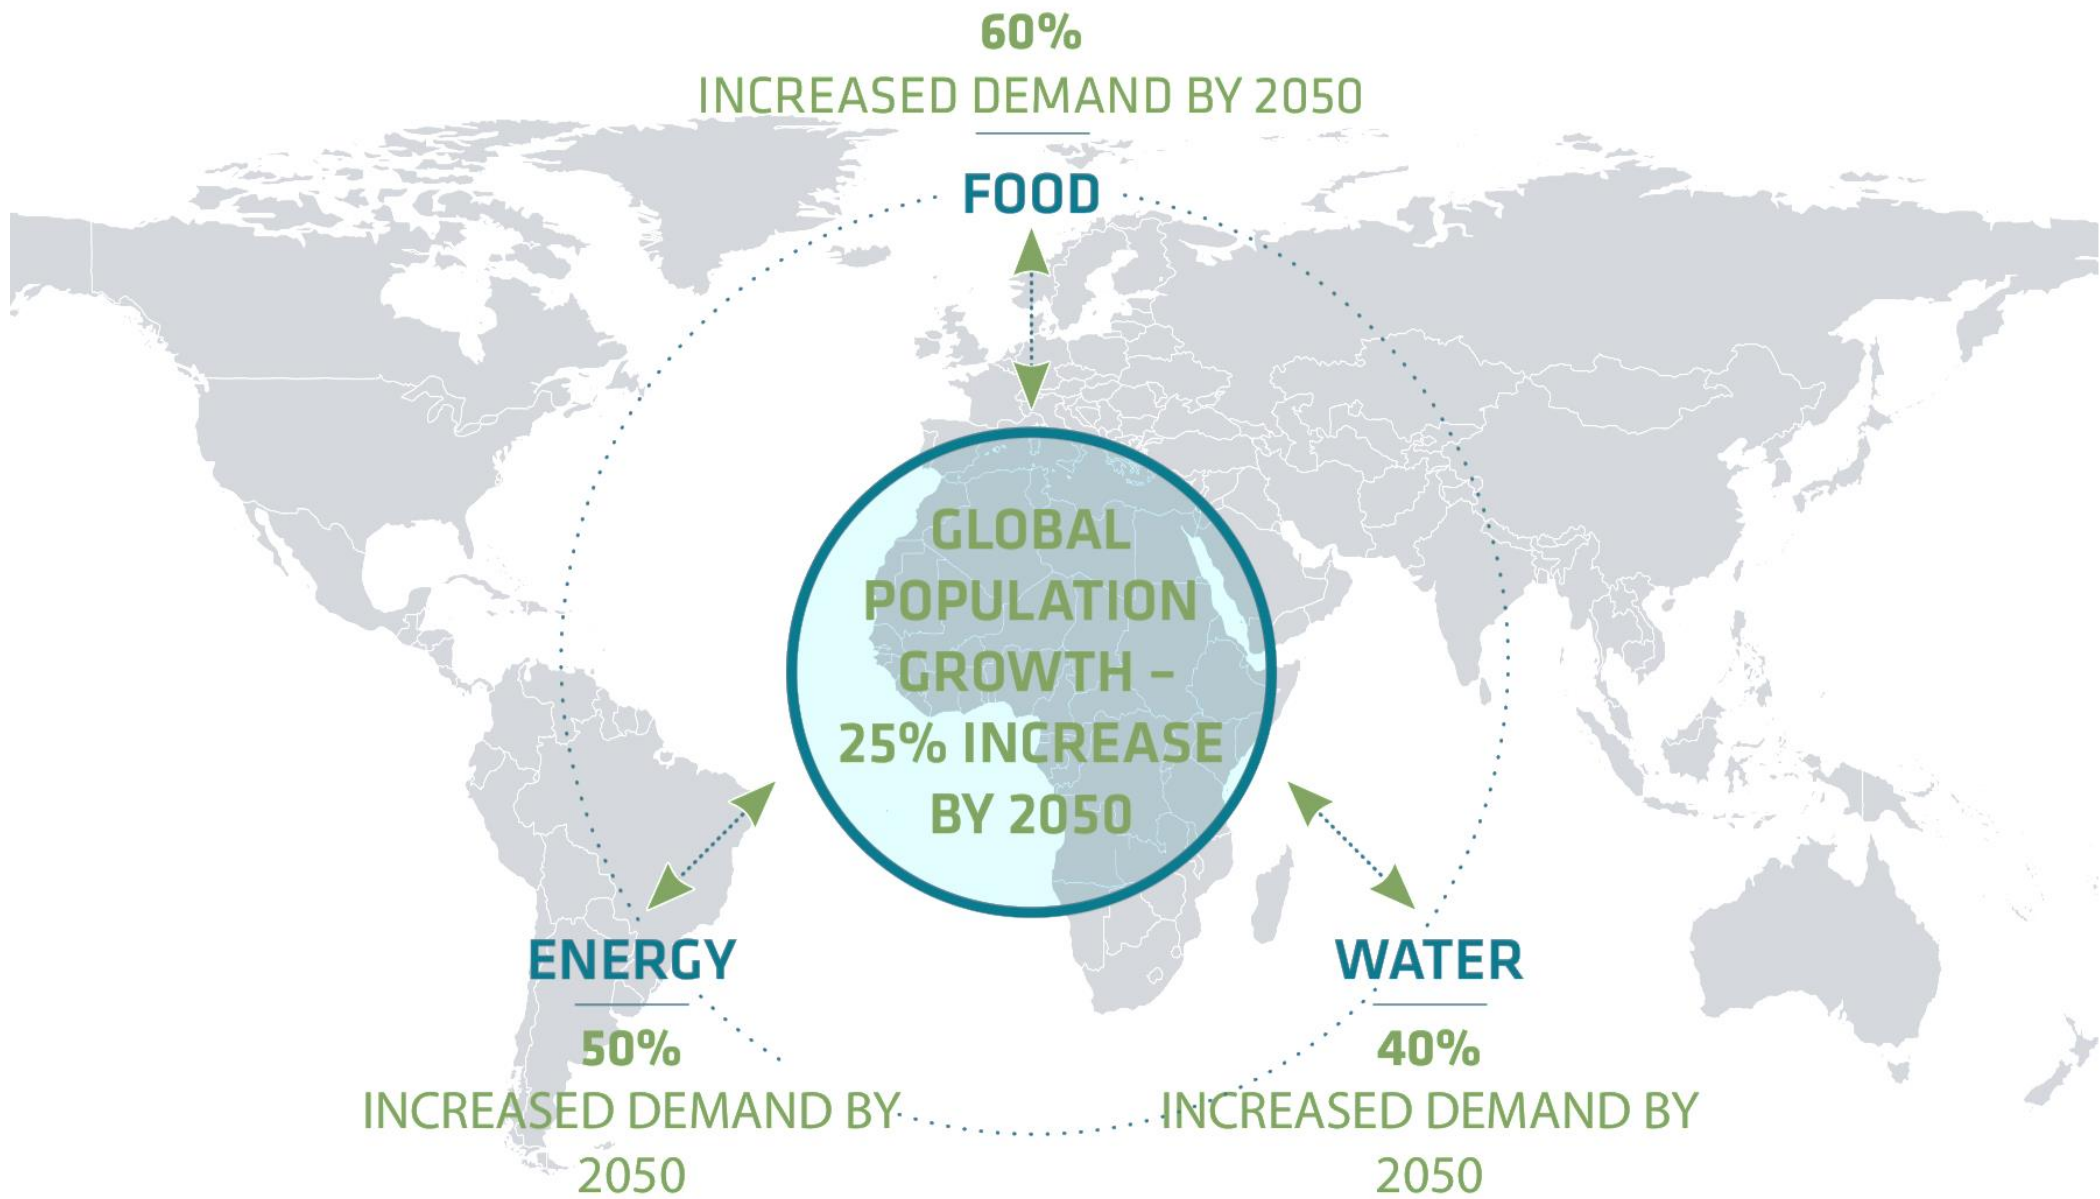 60%
INCREASED DEMAND BY 2050
FOOD
GLOBAL
POPULATION
GROWTH –
25% INCREASE
BY 2050
ENERGY
50%
INCREASED DEMAND BY
2050
WATER
40%
INCREASED DEMAND BY
2050